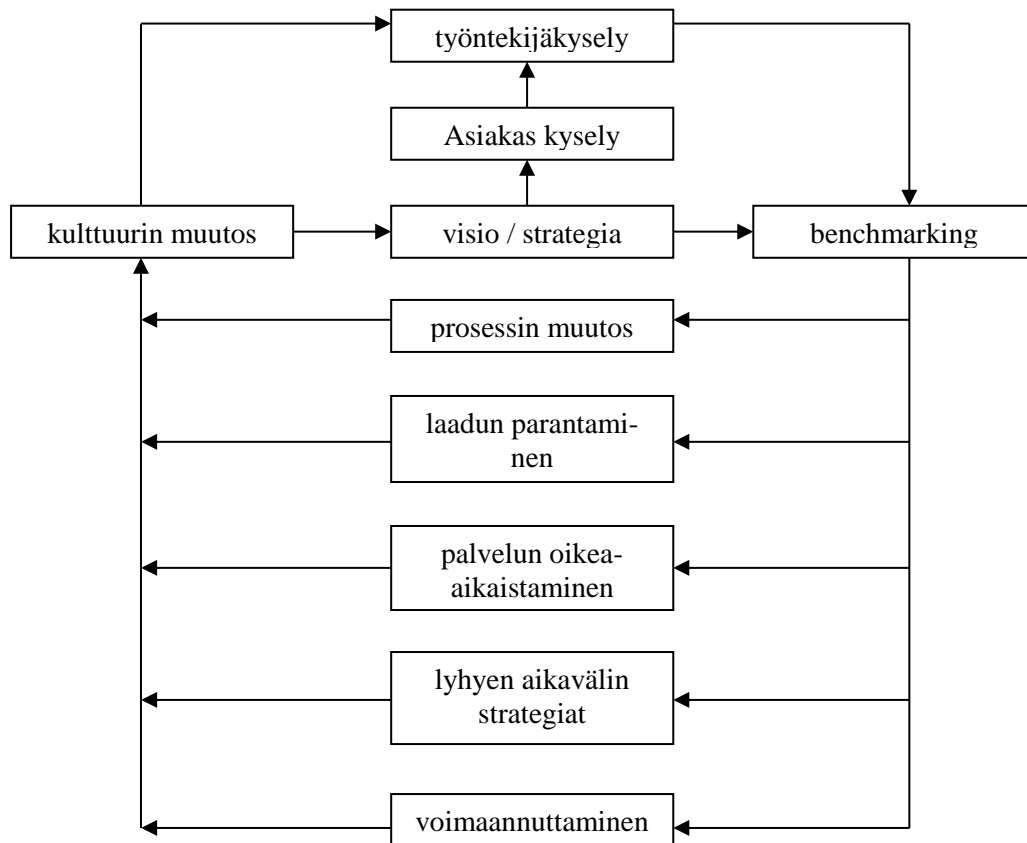 työntekijäkysely
Asiakas kysely
kulttuurin muutos
visio / strategia
benchmarking
prosessin muutos
laadun parantami-
nen
palvelun oikea-
aikaistaminen
lyhyen aikavälin
strategiat
voimaannuttaminen